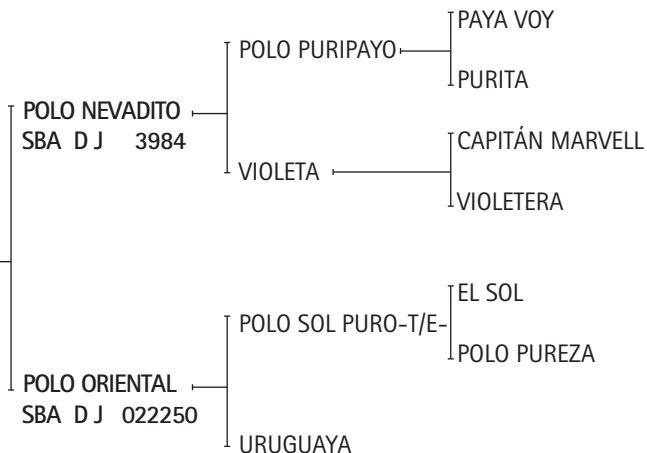 PAYA VOY
POLO PURIPAYO
PURITA
POLO NEVADITO
SBA D J 3984
CAPITÁN MARVELL
VIOLETA
VIOLETERA
EL SOL
POLO SOL PURO-T/E-
POLO PUREZA
POLO ORIENTAL
SBA D J 022250
URUGUAYA